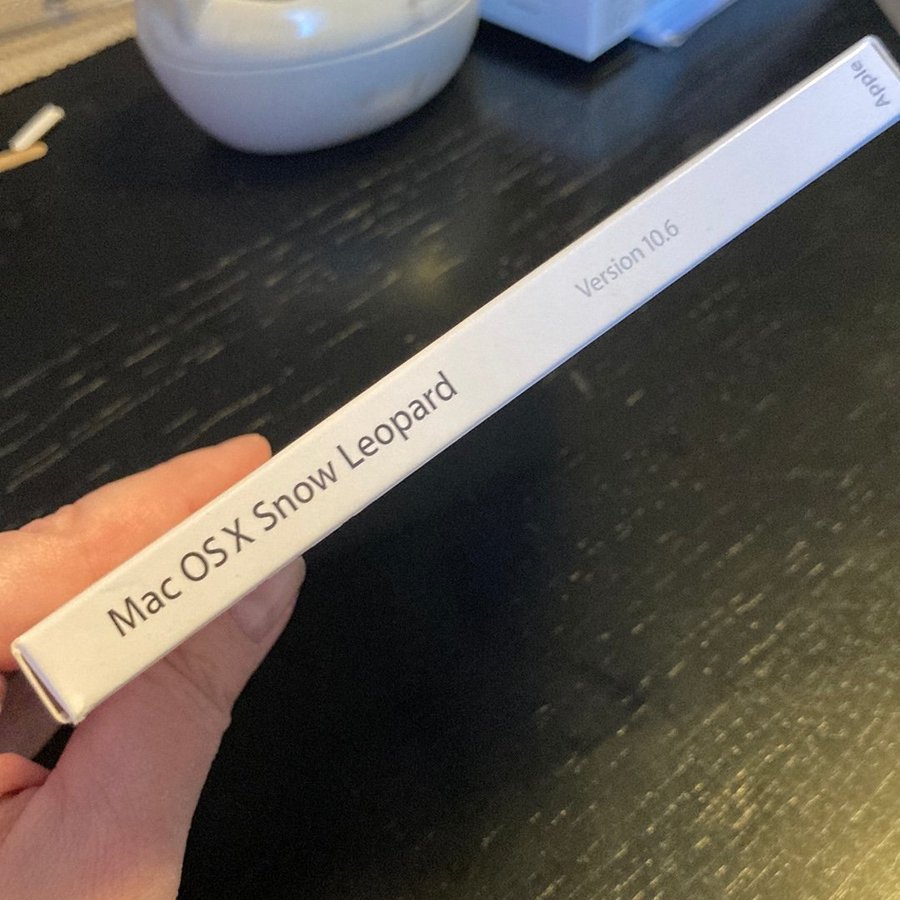 Mac OS X Snow Leopard
Version 10.6
Apple